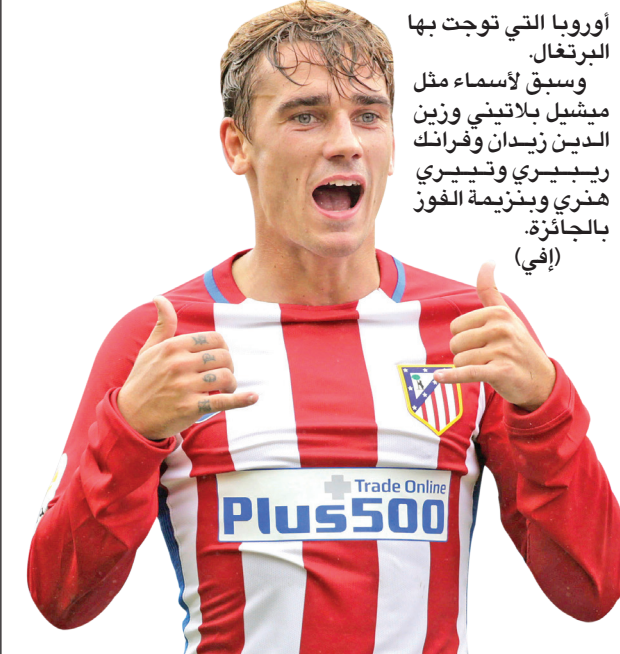 أوروبا التي توجت بها
البرتغال.
وسبق لأسماء مثل
ميشيل بلاتيني وزين
الدين زيدان وفرانك
ريبيري وتييري
هنري وبنزيمة الفوز
بالجائزة.
(إفي)
Trade Online
Plus500